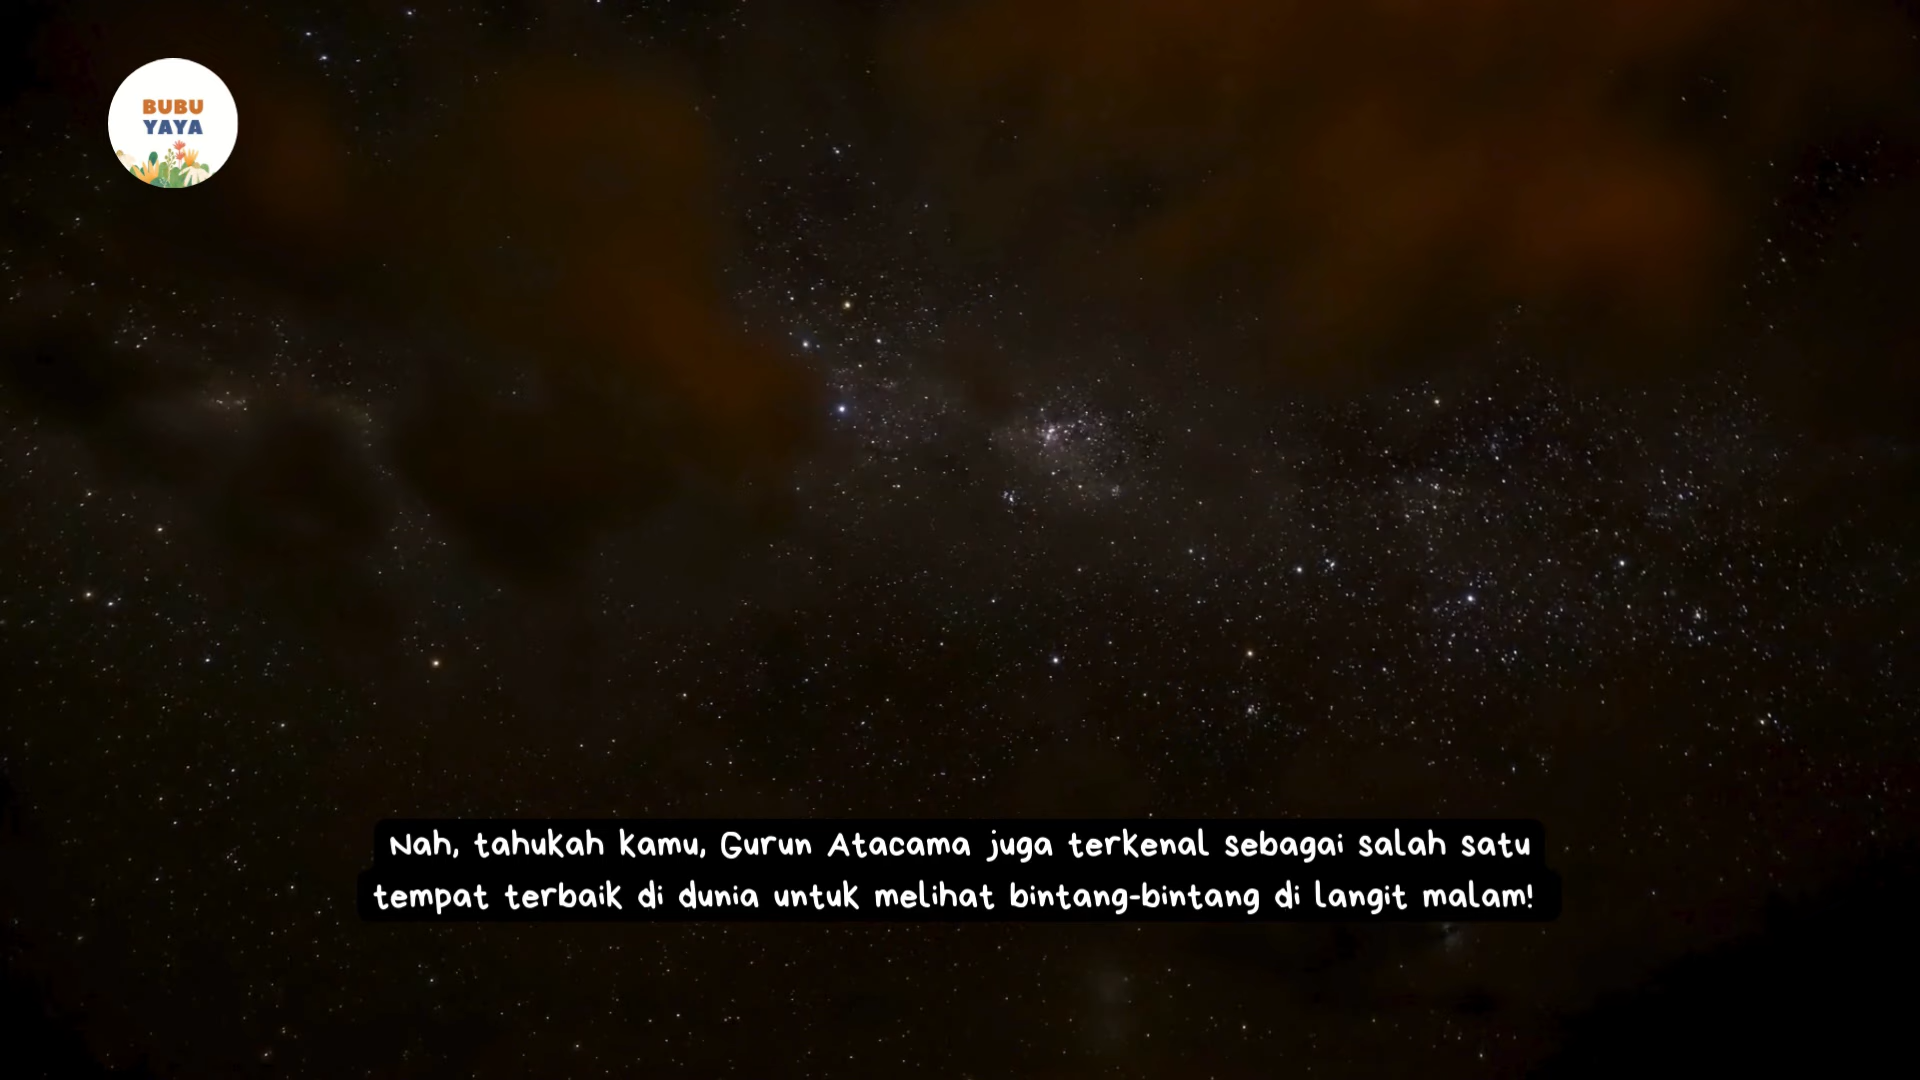 BUBU
YAYA
Nah, tahukah kamu, Gurun Atacama juga terkenal sebagai salah satu
tempat terbaik di dunia untuk melihat bintang-bintang di langit malam!